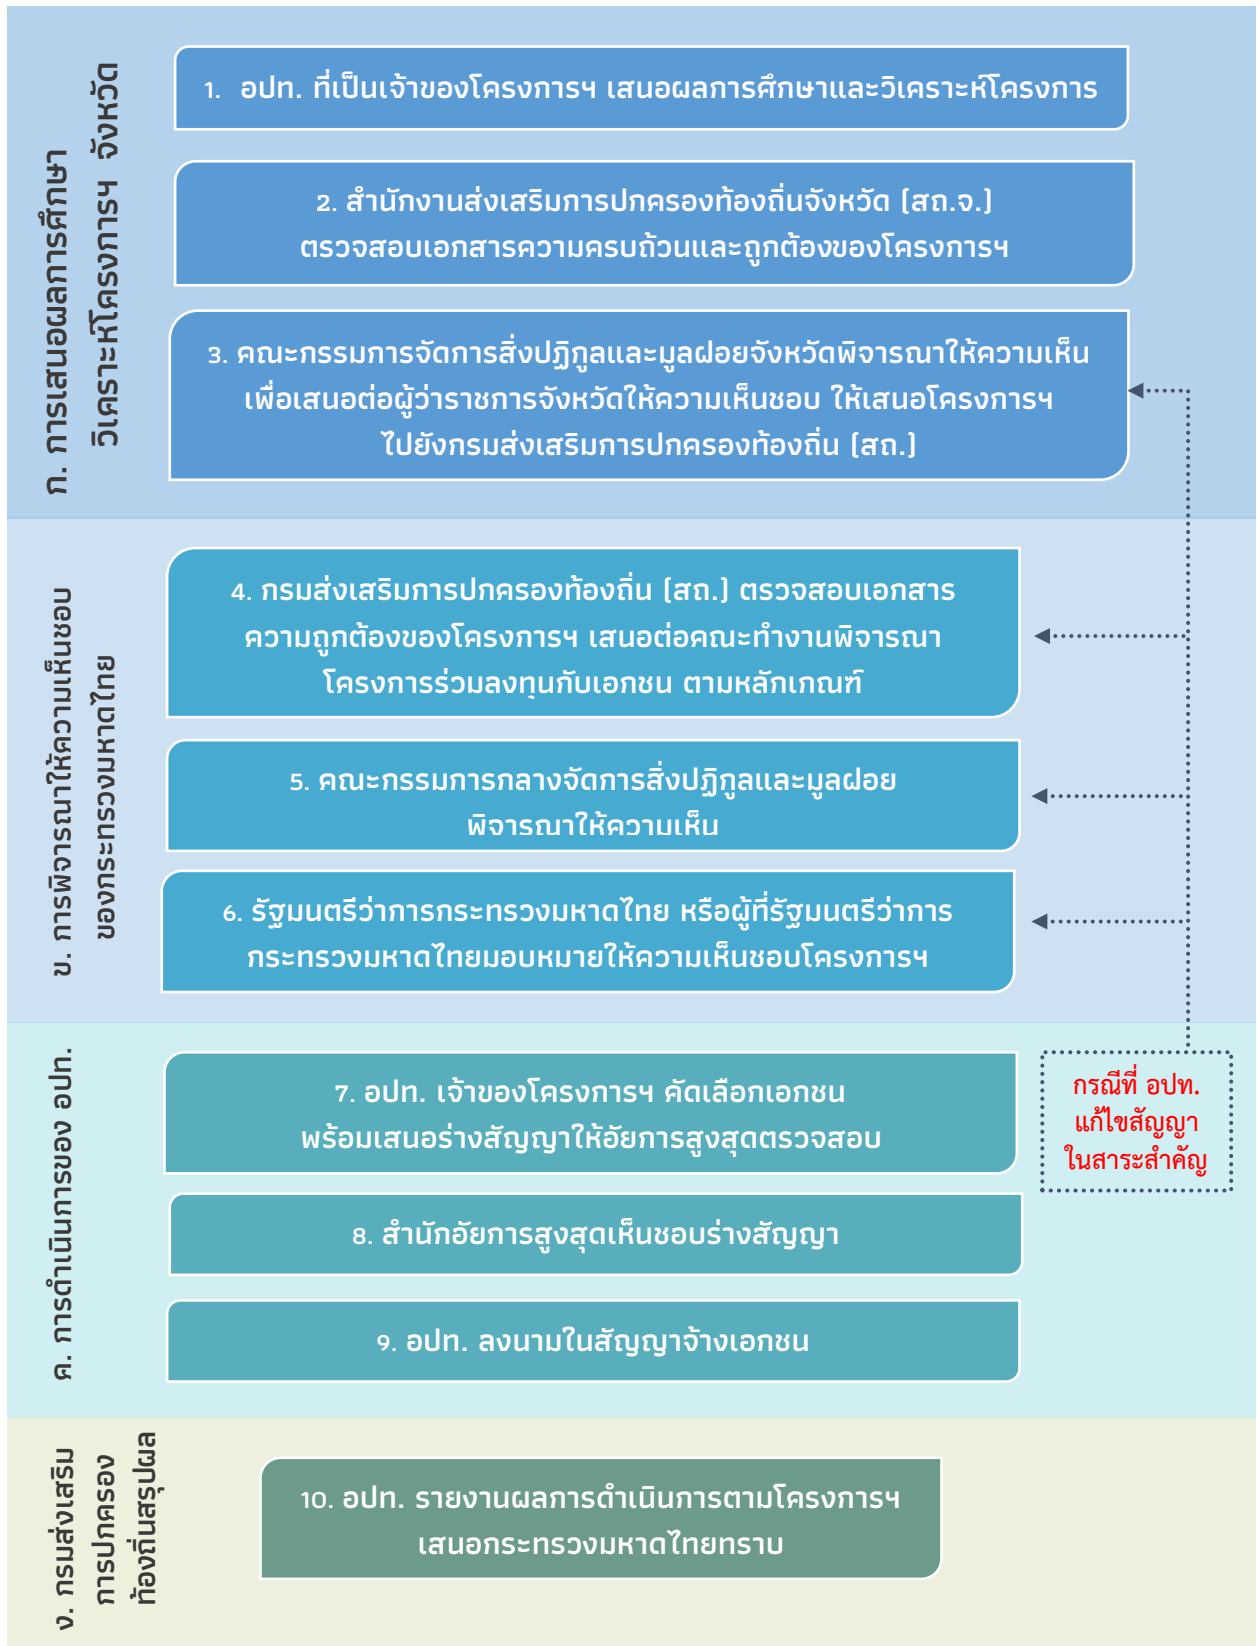 ก. การเสนอผลการศึกษา
วิเคราะห์โครงการฯ จังหวัด
1. อปท. ที่เป็นเจ้าของโครงการฯ เสนอผลการศึกษาและวิเคราะห์โครงการ
2. สำนักงานส่งเสริมการปกครองท้องถิ่นจังหวัด (สถ.จ.)
ตรวจสอบเอกสารความครบถ้วนและถูกต้องของโครงการฯ
3. คณะกรรมการจัดการสิ่งปฏิกูลและมูลฝอยจังหวัดพิจารณาให้ความเห็น
เพื่อเสนอต่อผู้ว่าราชการจังหวัดให้ความเห็นชอบ ให้เสนอโครงการฯ
ไปยังกรมส่งเสริมการปกครองท้องถิ่น (สถ.)
ข. การพิจารณาให้ความเห็นชอบ
ของกระทรวงมหาดไทย
4. กรมส่งเสริมการปกครองท้องถิ่น (สถ.) ตรวจสอบเอกสาร
ความถูกต้องของโครงการฯ เสนอต่อคณะทำงานพิจารณา
โครงการร่วมลงทุนกับเอกชน ตามหลักเกณฑ์
5. คณะกรรมการกลางจัดการสิ่งปฏิกูลและมูลฝอย
พิจารณาให้ความเห็น
6. รัฐมนตรีว่าการกระทรวงมหาดไทย หรือผู้ที่รัฐมนตรีว่าการ
กระทรวงมหาดไทยมอบหมายให้ความเห็นชอบโครงการฯ
ค. การดำเนินการของ อปท.
7. อปท. เจ้าของโครงการฯ คัดเลือกเอกชน
พร้อมเสนอร่างสัญญาให้อัยการสูงสุดตรวจสอบ
กรณีที่ อปท.
แก้ไขสัญญา
ในสาระสำคัญ
8. สำนักอัยการสูงสุดเห็นชอบร่างสัญญา
9. อปท. ลงนามในสัญญาจ้างเอกชน
ง. กรมส่งเสริม
การปกครอง
ท้องถิ่นสรุปผล
10. อปท. รายงานผลการดำเนินการตามโครงการฯ
เสนอกระทรวงมหาดไทยทราบ